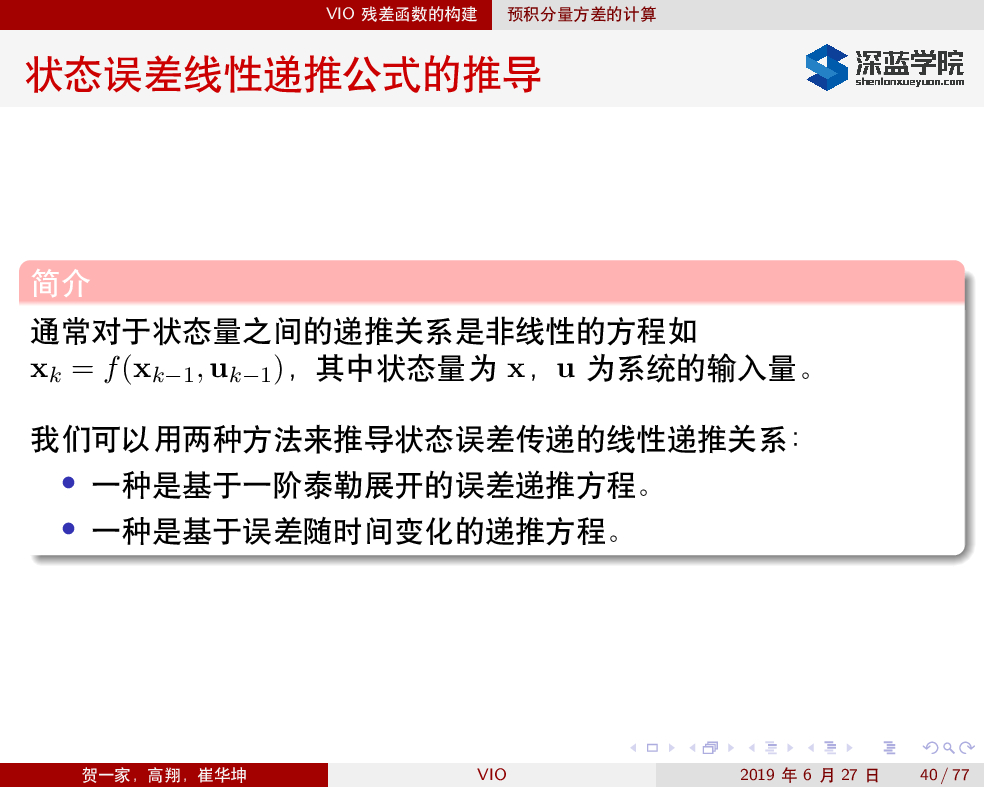 VIO 残差函数的构建 预积分量方差的计算
状态误差线性递推公式的推导
深蓝学院
shenlanxueyuan.com
简介
通常对于状态量之间的递推关系是非线性的方程如
x_k = f(x_{k−1}, u_{k−1})，其中状态量为 x，u 为系统的输入量。
我们可以用两种方法来推导状态误差传递的线性递推关系：
• 一种是基于一阶泰勒展开的误差递推方程。
• 一种是基于误差随时间变化的递推方程。
贺一家，高翔，崔华坤 VIO 2019 年 6 月 27 日 40 / 77